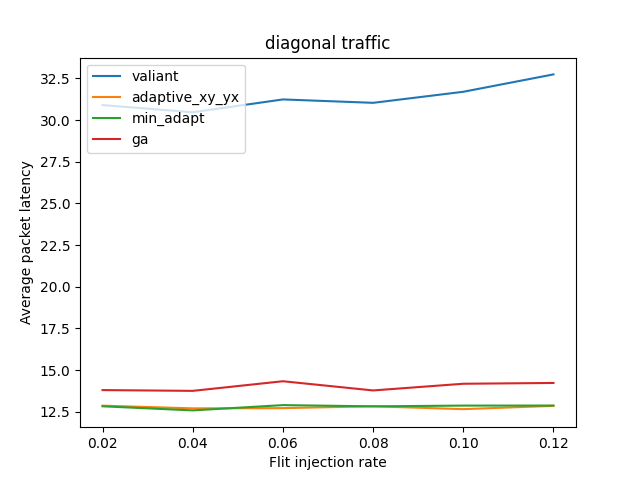 diagonal traffic
valiant
adaptive_xy_yx
min_adapt
ga
Average packet latency
32.5
30.0
27.5
25.0
22.5
20.0
17.5
15.0
12.5
0.02 0.04 0.06 0.08 0.10 0.12
Flit injection rate